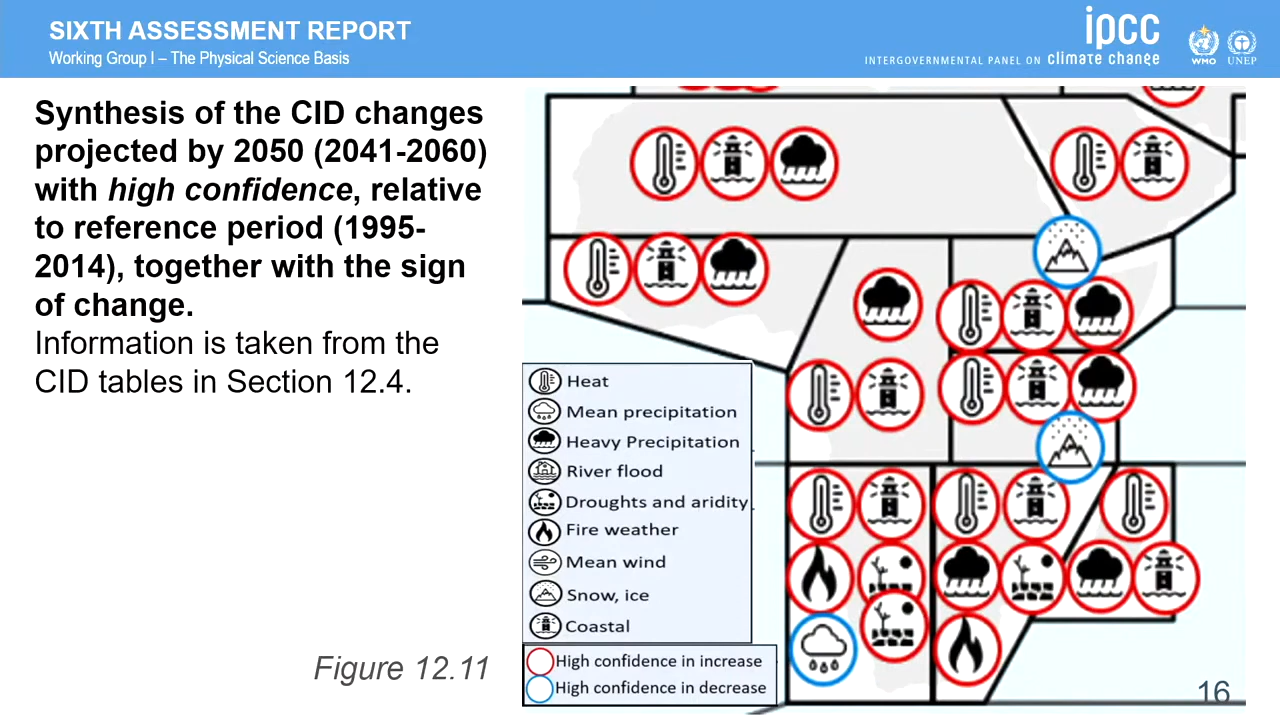 SIXTH ASSESSMENT REPORT
Working Group I – The Physical Science Basis
ipcc
INTERGOVERNMENTAL PANEL ON climate change
WMO
UNEP
Synthesis of the CID changes
projected by 2050 (2041-2060)
with high confidence, relative
to reference period (1995-
2014), together with the sign
of change.
Information is taken from the
CID tables in Section 12.4.
Figure 12.11
Heat
Mean precipitation
Heavy Precipitation
River flood
Droughts and aridity
Fire weather
Mean wind
Snow, ice
Coastal
High confidence in increase
High confidence in decrease
16